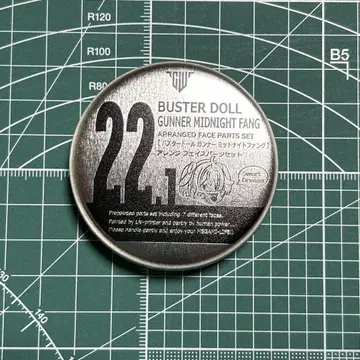 R120
R100
R80
B5
BUSTER DOLL
GUNNER MIDNIGHT FANG
ARRANGED FACE PARTS SET
[バスタードール ガンナー ミッドナイトファング]
アレンジ フェイスパーツセット
22.1
Prepainted parts set including 7 different faces.
Painted by UV-printer and partry by human power.
Please handle gently and enjoy your MEGAMI-LIFE!!